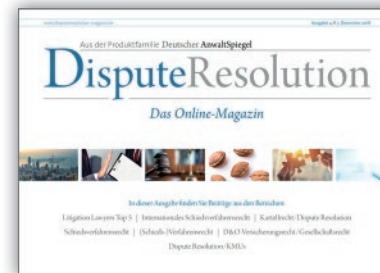 Aus der Produktfamilie Deutscher AnwaltSpiegel
DisputeResolution
Das Online-Magazin
In dieser Ausgabe finden Sie Beiträge aus den Bereichen
Litigation Lawyers Top 5 | Internationales Schiedsverfahrensrecht | Kartellrecht/Dispute Resolution
Schiedsverfahrensrecht | (Schieds-)Verfahrensrecht | D&O Versicherungsrecht/Gesellschaftsrecht
Dispute Resolution/KMUs